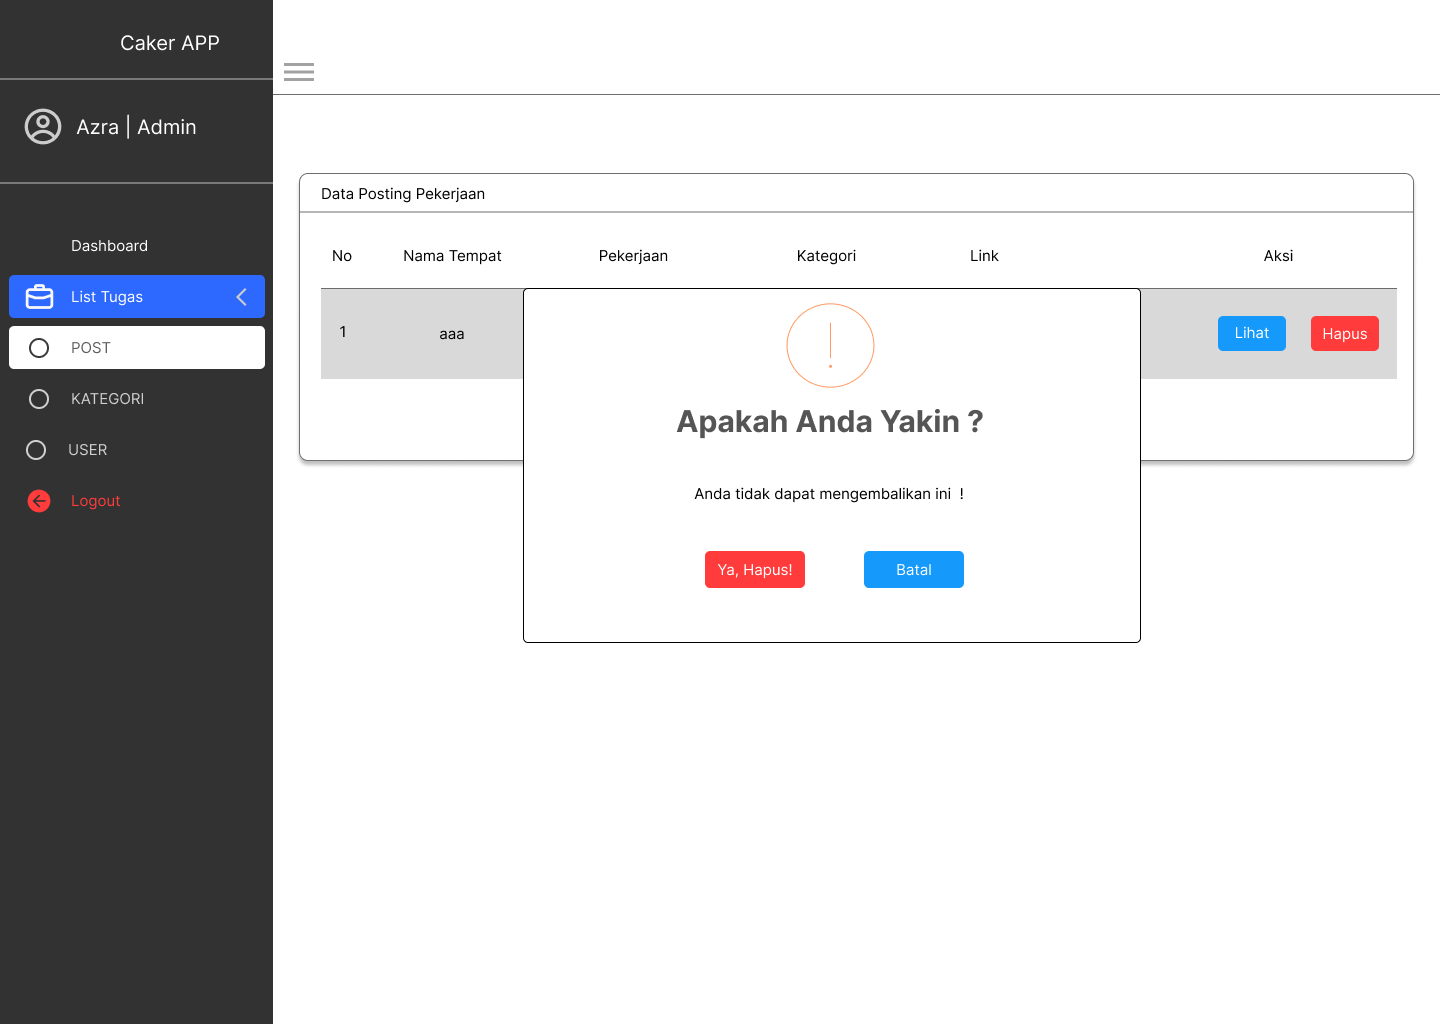 Caker APP
Azra | Admin
Dashboard
List Tugas
POST
KATEGORI
USER
Logout
Data Posting Pekerjaan
No Nama Tempat Pekerjaan Kategori Link Aksi
1 aaa Lihat Hapus
Apakah Anda Yakin ?
Anda tidak dapat mengembalikan ini !
Ya, Hapus! Batal